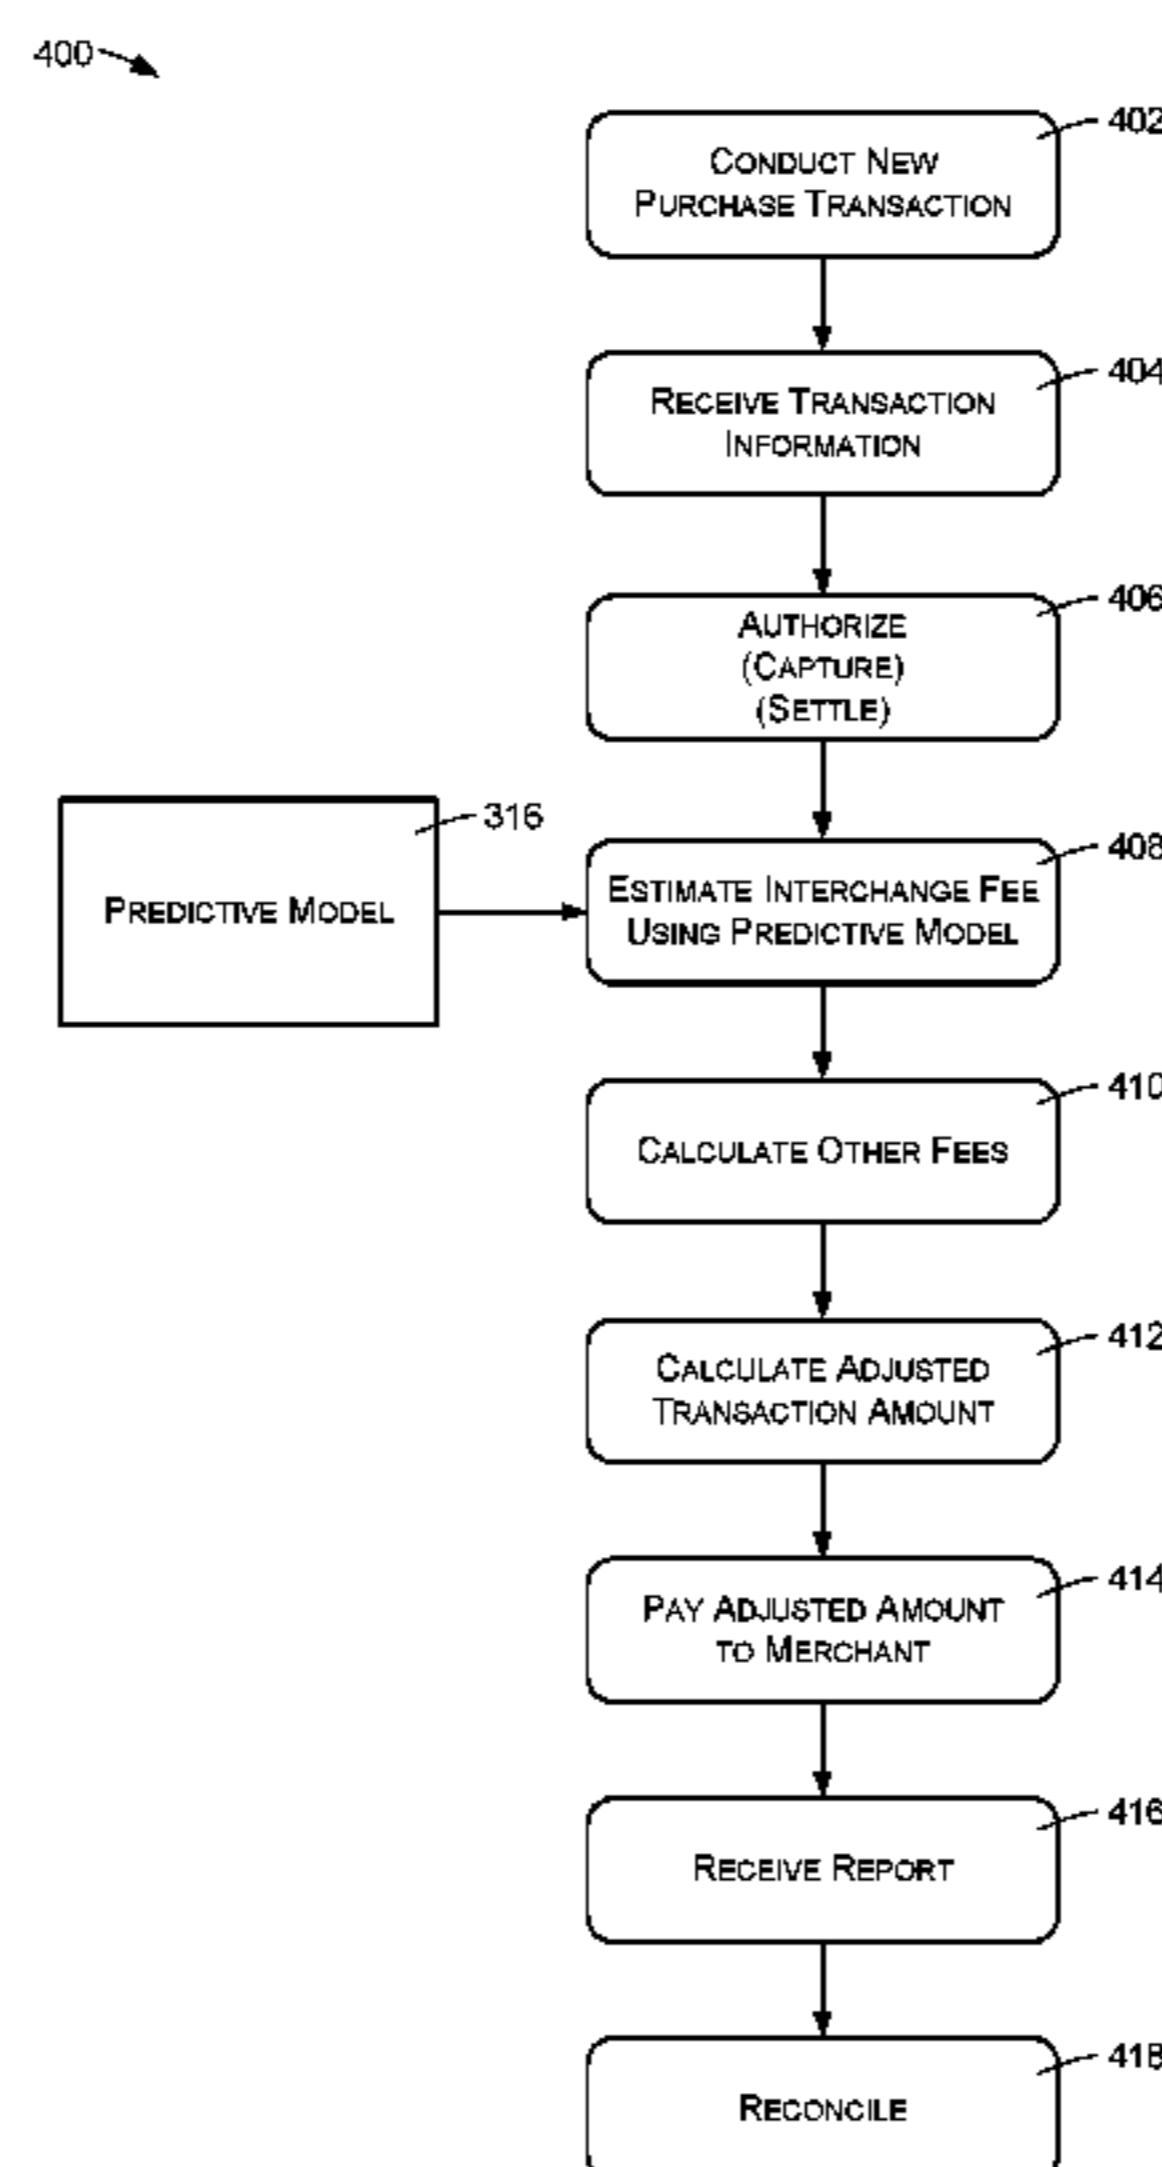 400
402
CONDUCT NEW
PURCHASE TRANSACTION
404
RECEIVE TRANSACTION
INFORMATION
406
AUTHORIZE
(CAPTURE)
(SETTLE)
316
PREDICTIVE MODEL
408
ESTIMATE INTERCHANGE FEE
USING PREDICTIVE MODEL
410
CALCULATE OTHER FEES
412
CALCULATE ADJUSTED
TRANSACTION AMOUNT
414
PAY ADJUSTED AMOUNT
TO MERCHANT
416
RECEIVE REPORT
418
RECONCILE